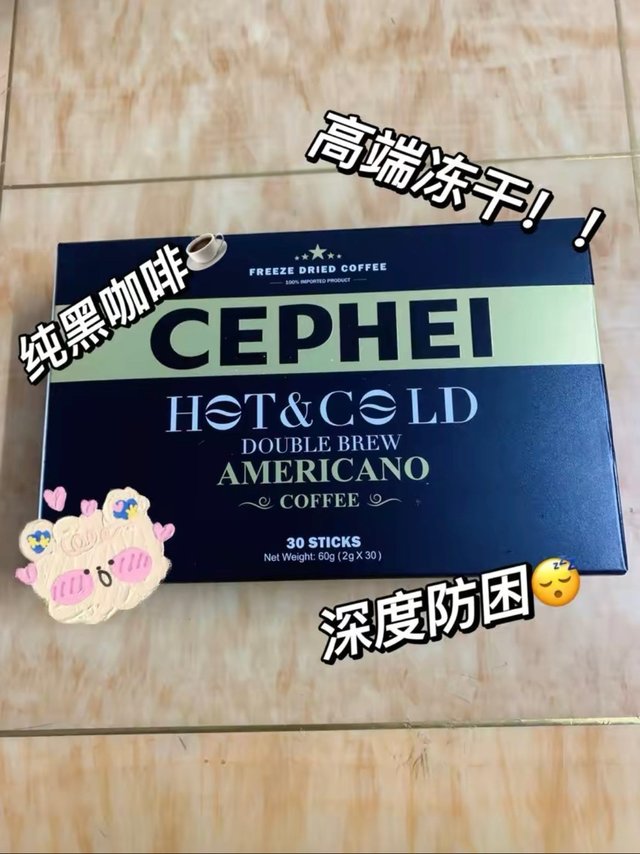 高端冻干！！
纯黑咖啡
FREEZE DRIED COFFEE
100% IMPORTED PRODUCT
CEPHEI
HOT&COLD
DOUBLE BREW
AMERICANO
COFFEE
30 STICKS
Net Weight: 60g (2g X 30)
深度防困